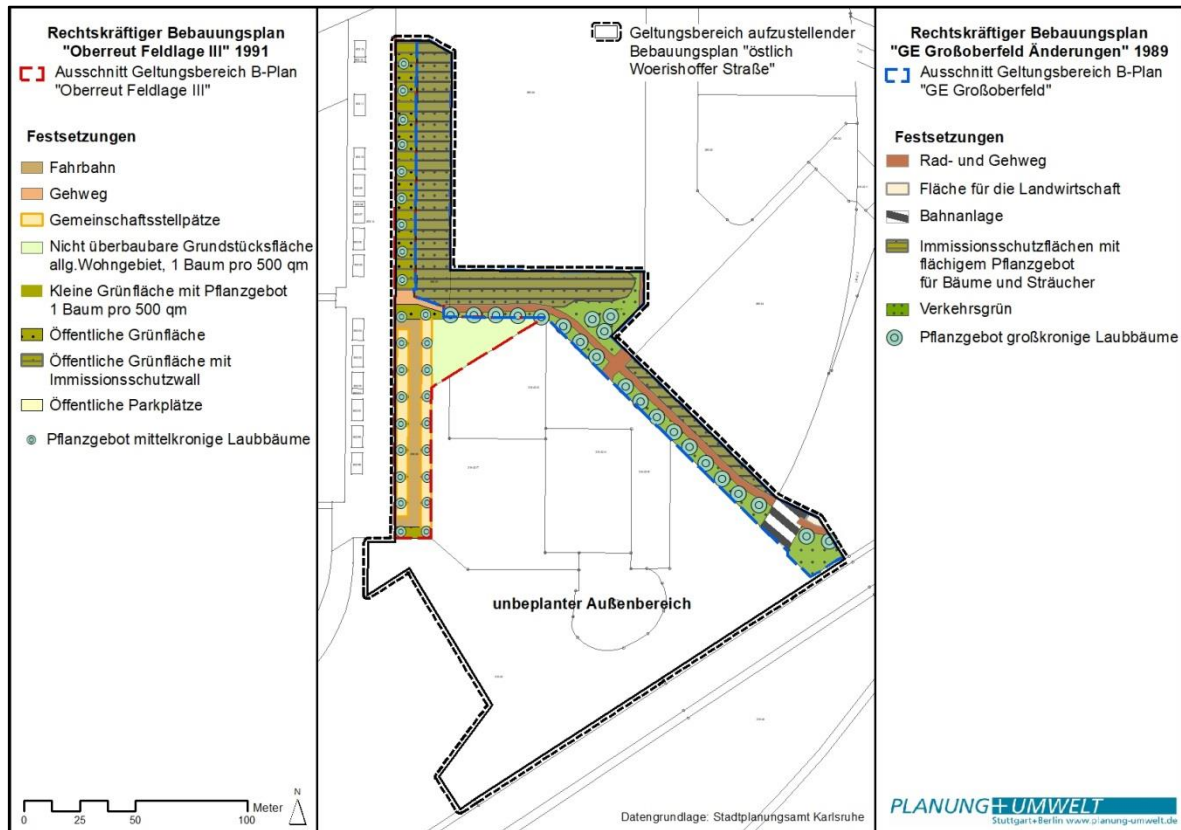 Rechtskräftiger Bebauungsplan
"Oberreut Feldlage III" 1991
Ausschnitt Geltungsbereich B-Plan
"Oberreut Feldlage III"
Festsetzungen
Fahrbahn
Gehweg
Gemeinschaftsstellpätze
Nicht überbaubare Grundstücksfläche
allg.Wohngebiet, 1 Baum pro 500 qm
Kleine Grünfläche mit Pflanzgebot
1 Baum pro 500 qm
Öffentliche Grünfläche
Öffentliche Grünfläche mit
Immissionsschutzwall
Öffentliche Parkplätze
Pflanzgebot mittelkronige Laubbäume
Meter
0 25 50 100
N
Geltungsbereich aufzustellender
Bebauungsplan "östlich
Woerishoffer Straße"
unbeplanter Außenbereich
Datengrundlage: Stadtplanungsamt Karlsruhe
Rechtskräftiger Bebauungsplan
"GE Großoberfeld Änderungen" 1989
Ausschnitt Geltungsbereich B-Plan
"GE Großoberfeld"
Festsetzungen
Rad- und Gehweg
Fläche für die Landwirtschaft
Bahnanlage
Immissionsschutzflächen mit
flächigem Pflanzgebot
für Bäume und Sträucher
Verkehrsgrün
Pflanzgebot großkronige Laubbäume
PLANUNG+UMWELT
Stuttgart+Berlin www.planung-umwelt.de